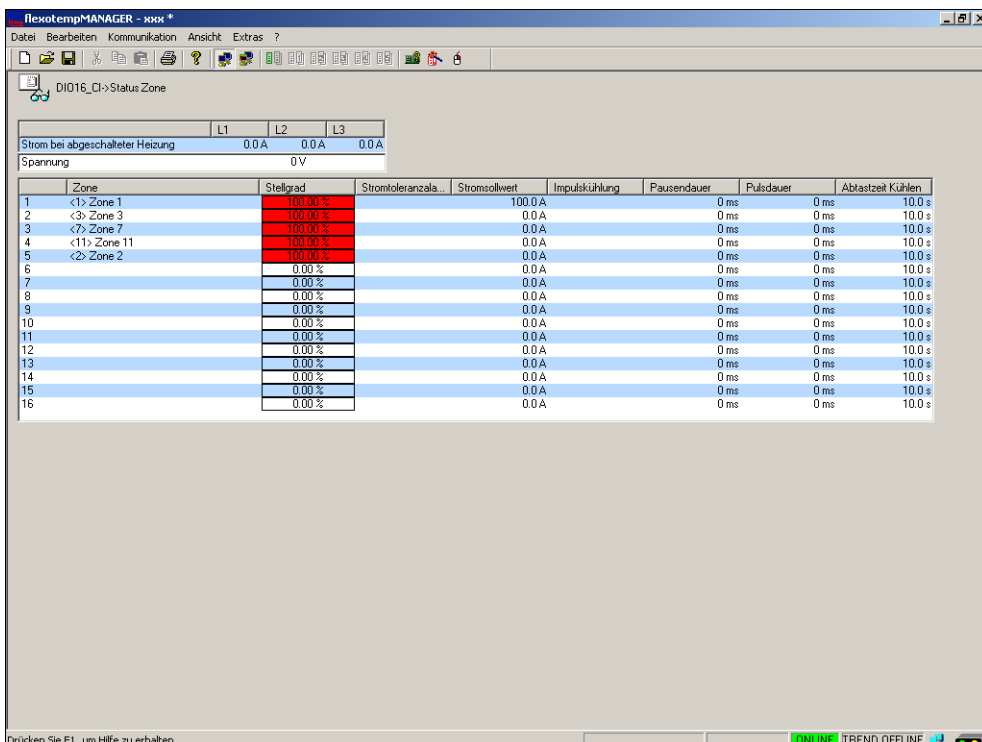 flexotempMANAGER - xxx *
Datei Bearbeiten Kommunikation Ansicht Extras ?
DIO16_CI->Status Zone
L1 L2 L3
Strom bei abgeschalteter Heizung 0.0 A 0.0 A 0.0 A
Spannung 0 V
Zone Stellgrad Stromtoleranzala... Stromsollwert Impulskühlung Pausendauer Pulsdauer Abtastzeit Kühlen
1 <1> Zone 1 100.00 % 100.0 A 0 ms 0 ms 10.0 s
2 <3> Zone 3 100.00 % 0.0 A 0 ms 0 ms 10.0 s
3 <7> Zone 7 100.00 % 0.0 A 0 ms 0 ms 10.0 s
4 <11> Zone 11 100.00 % 0.0 A 0 ms 0 ms 10.0 s
5 <2> Zone 2 100.00 % 0.0 A 0 ms 0 ms 10.0 s
6 0.00 % 0.0 A 0 ms 0 ms 10.0 s
7 0.00 % 0.0 A 0 ms 0 ms 10.0 s
8 0.00 % 0.0 A 0 ms 0 ms 10.0 s
9 0.00 % 0.0 A 0 ms 0 ms 10.0 s
10 0.00 % 0.0 A 0 ms 0 ms 10.0 s
11 0.00 % 0.0 A 0 ms 0 ms 10.0 s
12 0.00 % 0.0 A 0 ms 0 ms 10.0 s
13 0.00 % 0.0 A 0 ms 0 ms 10.0 s
14 0.00 % 0.0 A 0 ms 0 ms 10.0 s
15 0.00 % 0.0 A 0 ms 0 ms 10.0 s
16 0.00 % 0.0 A 0 ms 0 ms 10.0 s
Drücken Sie F1, um Hilfe zu erhalten. ONLINE TREND OFFLINE